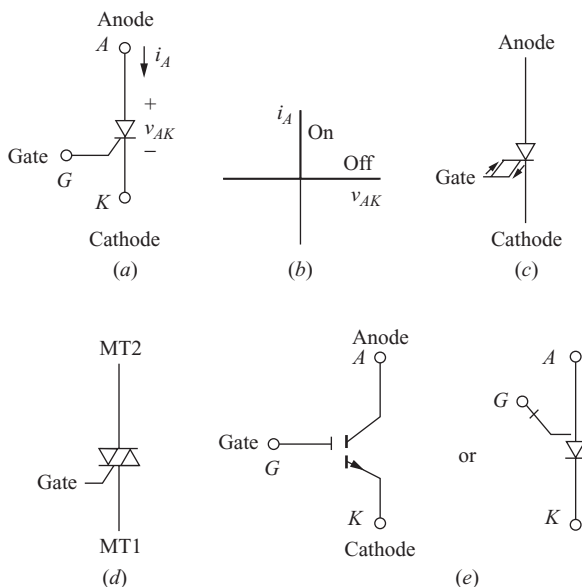 Anode
A
i_A
+
v_AK
−
Gate
G
K
Cathode
(a)
i_A
On
Off
v_AK
(b)
Anode
Gate
Cathode
(c)
MT2
Gate
MT1
(d)
Anode
A
Gate
G
K
Cathode
or
A
G
K
(e)